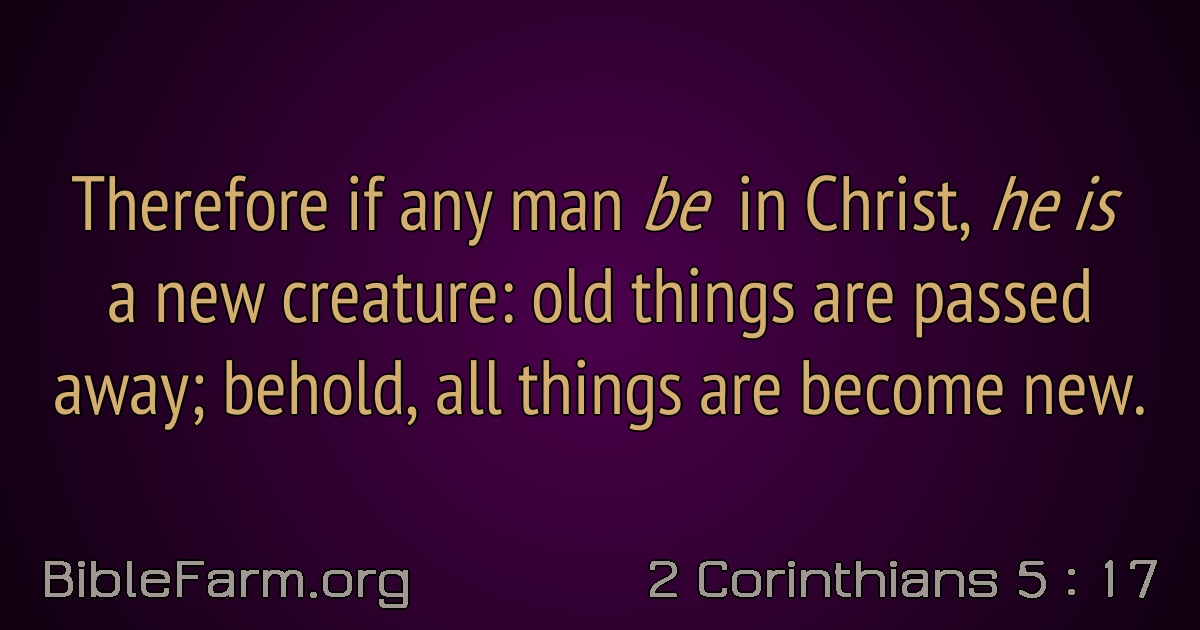 Therefore if any man be in Christ, he is
a new creature: old things are passed
away; behold, all things are become new.
BibleFarm.org
2 Corinthians 5 : 17